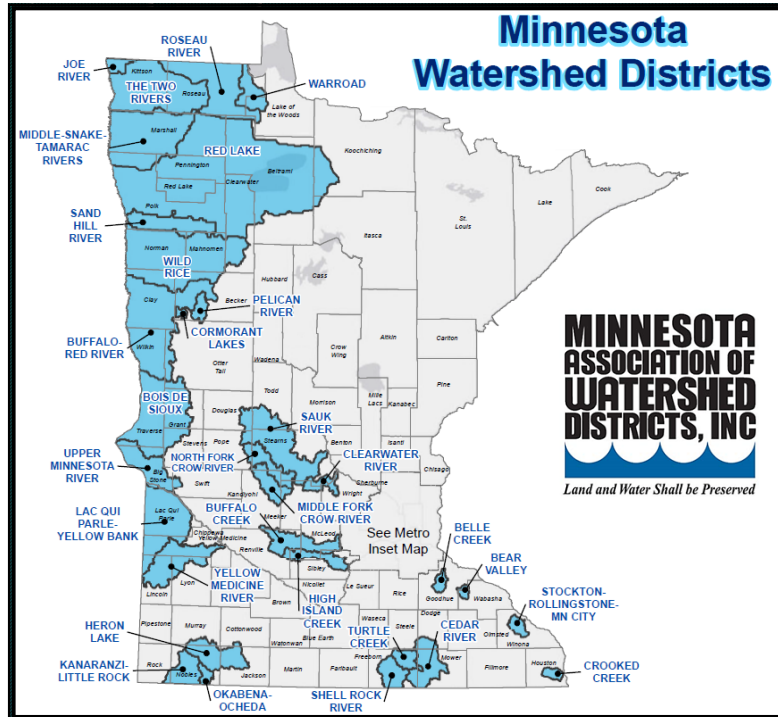 Minnesota
Watershed Districts
ROSEAU
RIVER
JOE
RIVER
Kittson
THE TWO
RIVERS
Roseau
WARROAD
Lake of
the Woods
MIDDLE-SNAKE-
TAMARAC
RIVERS
Marshall
RED LAKE
Koochiching
Pennington
Beltrami
Red Lake
Clearwater
Polk
Cook
Lake
St.
Louis
SAND
HILL
RIVER
Itasca
Norman
Mahnomen
WILD
RICE
Hubbard
Cass
Clay
Becker
PELICAN
RIVER
CORMORANT
LAKES
BUFFALO-
RED RIVER
Wilkin
Aitkin
Carlton
Crow
Wing
Wadena
Otter
Tail
Pine
MINNESOTA
ASSOCIATION OF
WATERSHED
DISTRICTS, INC
Land and Water Shall be Preserved
BOIS DE
SIOUX
Todd
Morrison
Mille
Lacs
Kanabec
Douglas
Grant
Traverse
SAUK
RIVER
Stearns
Benton
Isanti
Stevens
Pope
NORTH FORK
CROW RIVER
CLEARWATER
RIVER
Chisago
UPPER
MINNESOTA
RIVER
Big
Stone
Swift
Kandiyohi
Sherburne
Wright
MIDDLE FORK
CROW RIVER
LAC QUI
PARLE-
YELLOW BANK
Lac Qui
Parle
BUFFALO
CREEK
Meeker
McLeod
See Metro
Inset Map
Chippewa
Yellow Medicine
Renville
BELLE
CREEK
BEAR
VALLEY
Sibley
YELLOW
MEDICINE
RIVER
Lyon
Lincoln
Nicollet
Le Sueur
Rice
Goodhue
Wabasha
STOCKTON-
ROLLINGSTONE-
MN CITY
HIGH
ISLAND
CREEK
Brown
Dodge
Olmsted
Winona
Pipestone
Murray
Cottonwood
Watonwan
Blue Earth
Waseca
Steele
HERON
LAKE
TURTLE
CREEK
CEDAR
RIVER
KANARANZI-
LITTLE ROCK
Rock
Nobles
Jackson
Martin
Faribault
Freeborn
Mower
Fillmore
Houston
CROOKED
CREEK
OKABENA-
OCHEDA
SHELL ROCK
RIVER